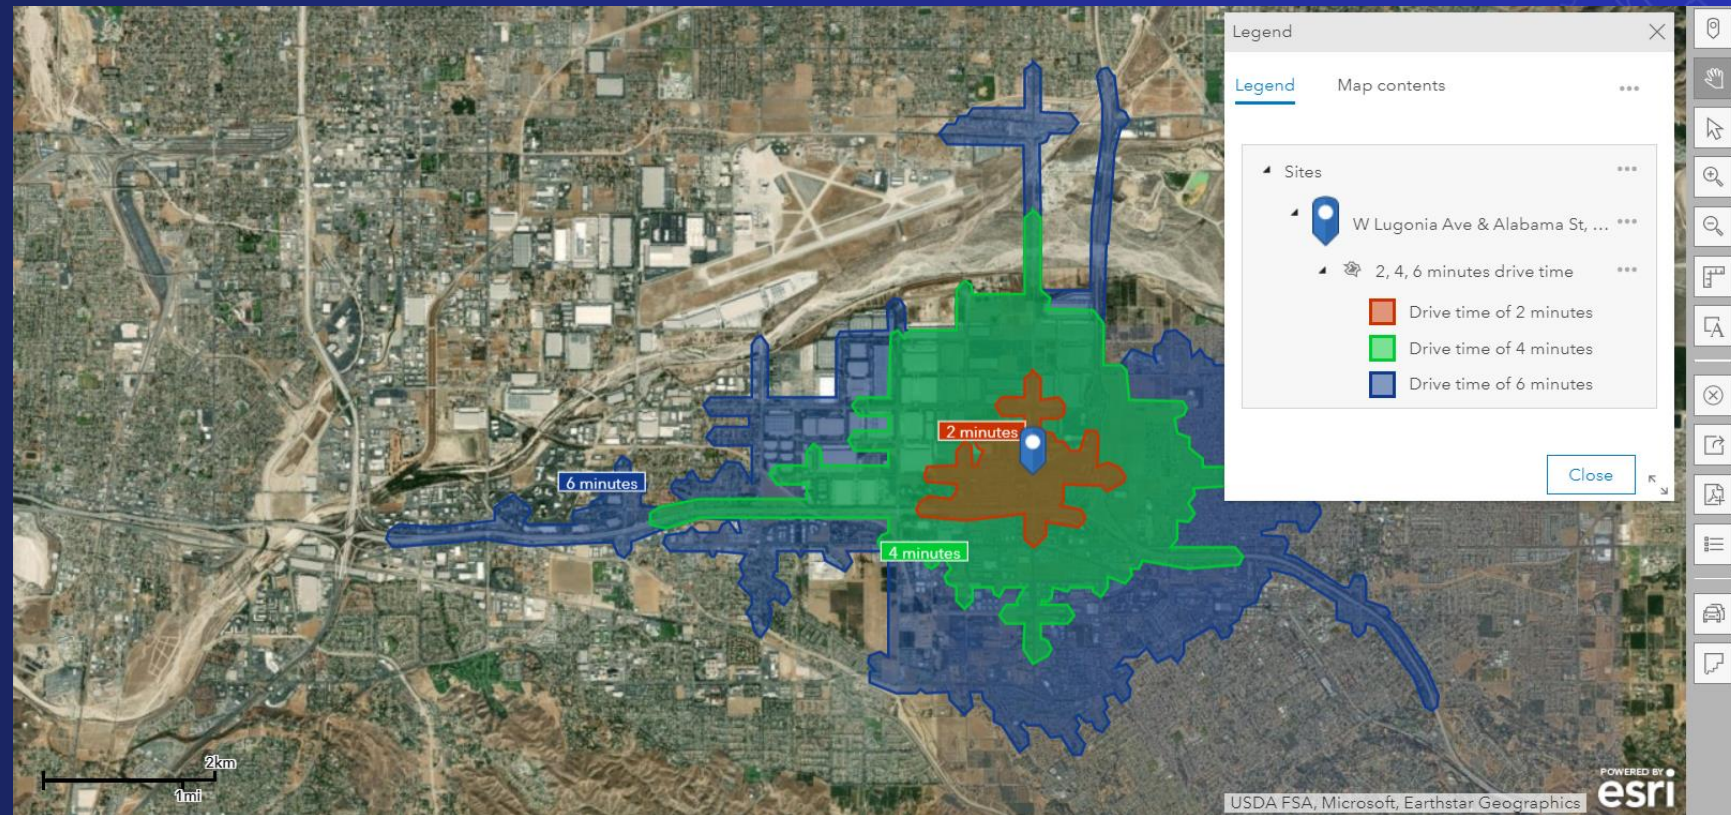 Legend
Legend Map contents
Sites
W Lugonia Ave & Alabama St, ...
2, 4, 6 minutes drive time
Drive time of 2 minutes
Drive time of 4 minutes
Drive time of 6 minutes
Close
2 minutes
6 minutes
4 minutes
2km
1mi
POWERED BY
esri
USDA FSA, Microsoft, Earthstar Geographics